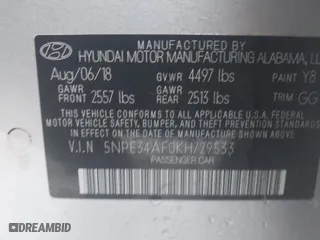 HYUNDAI
MANUFACTURED BY
HYUNDAI MOTOR MANUFACTURING ALABAMA, LL
Aug/06/18 GVWR 4497 lbs PAINT Y8
GAWR FRONT 2557 lbs GAWR REAR 2513 lbs TRIM GG
THIS VEHICLE CONFORMS TO ALL APPLICABLE
U.S. FEDERAL MOTOR VEHICLE
SAFETY, BUMPER, AND THEFT
STANDARDS IN EFFECT ON THE DATE OF
MANUFACTURE SHOWN ABOVE.
V.I.N 5NPE34AF0KH729533
PASSENGER CAR
DREAMBID.COM